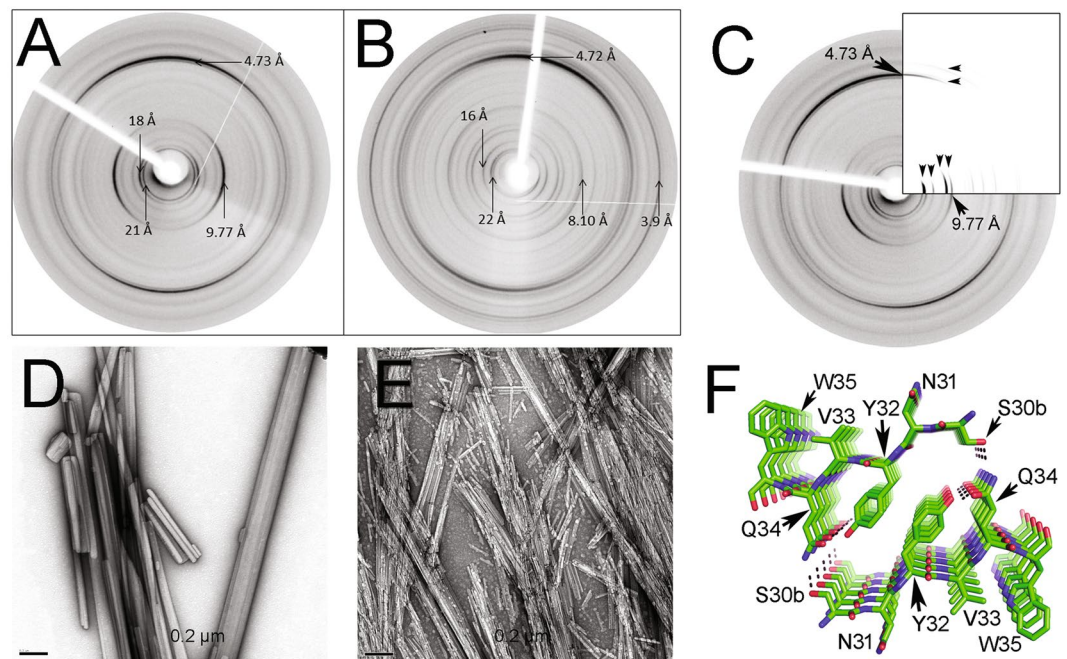 A
4.73 Å
18 Å
21 Å
9.77 Å
B
4.72 Å
16 Å
22 Å
8.10 Å
3.9 Å
C
4.73 Å
9.77 Å
D
0.2 µm
E
0.2 µm
F
W35
N31
V33
Y32
S30b
Q34
Q34
S30b
N31
Y32
V33
W35